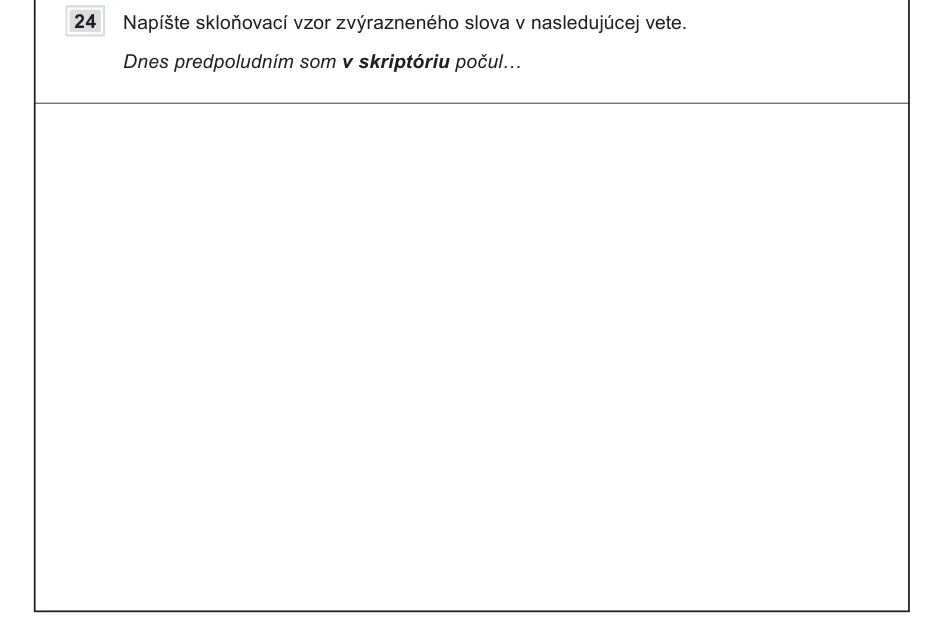 24 Napíšte skloňovací vzor zvýrazneného slova v nasledujúcej vete.
Dnes predpoludním som v skriptóriu počul…